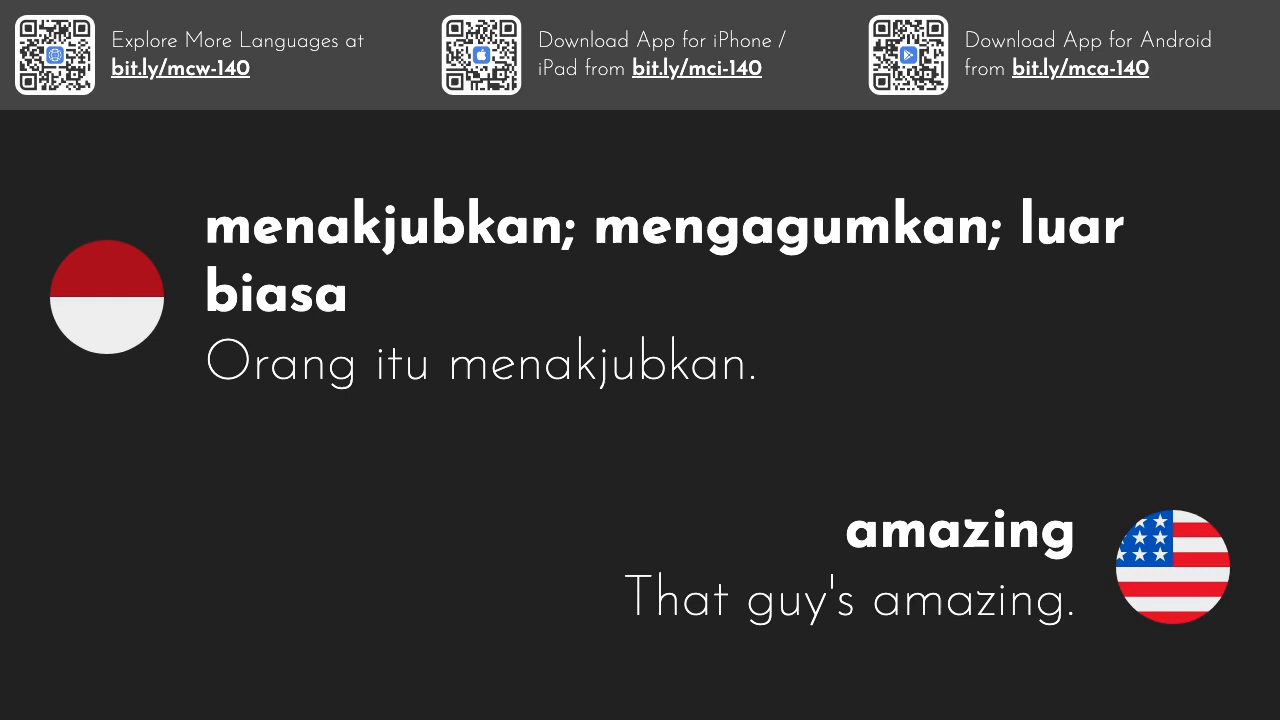 Explore More Languages at
bit.ly/mcw-140
Download App for iPhone /
iPad from bit.ly/mci-140
Download App for Android
from bit.ly/mca-140
menakjubkan; mengagumkan; luar
biasa
Orang itu menakjubkan.
amazing
That guy's amazing.